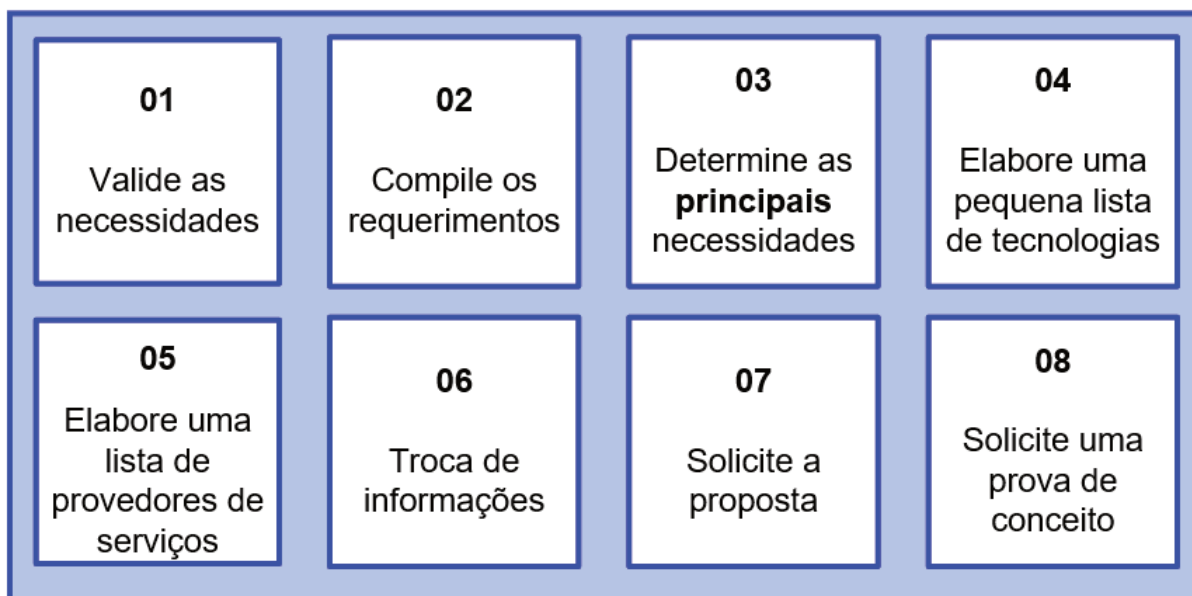 01
Valide as
necessidades
02
Compile os
requerimentos
03
Determine as
principais
necessidades
04
Elabore uma
pequena lista
de tecnologias
05
Elabore uma
lista de
provedores de
serviços
06
Troca de
informações
07
Solicite a
proposta
08
Solicite uma
prova de
conceito